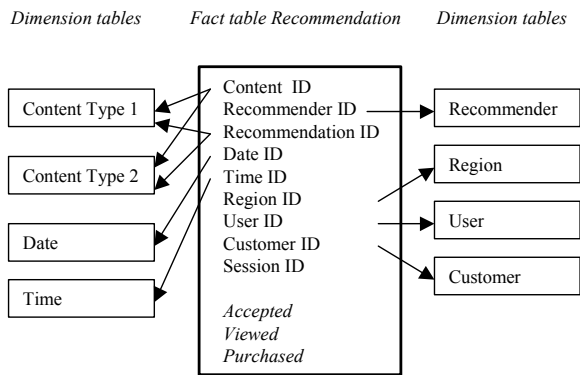 Dimension tables
Fact table Recommendation
Dimension tables
Content Type 1
Content Type 2
Date
Time
Content ID
Recommender ID
Recommendation ID
Date ID
Time ID
Region ID
User ID
Customer ID
Session ID
Accepted
Viewed
Purchased
Recommender
Region
User
Customer